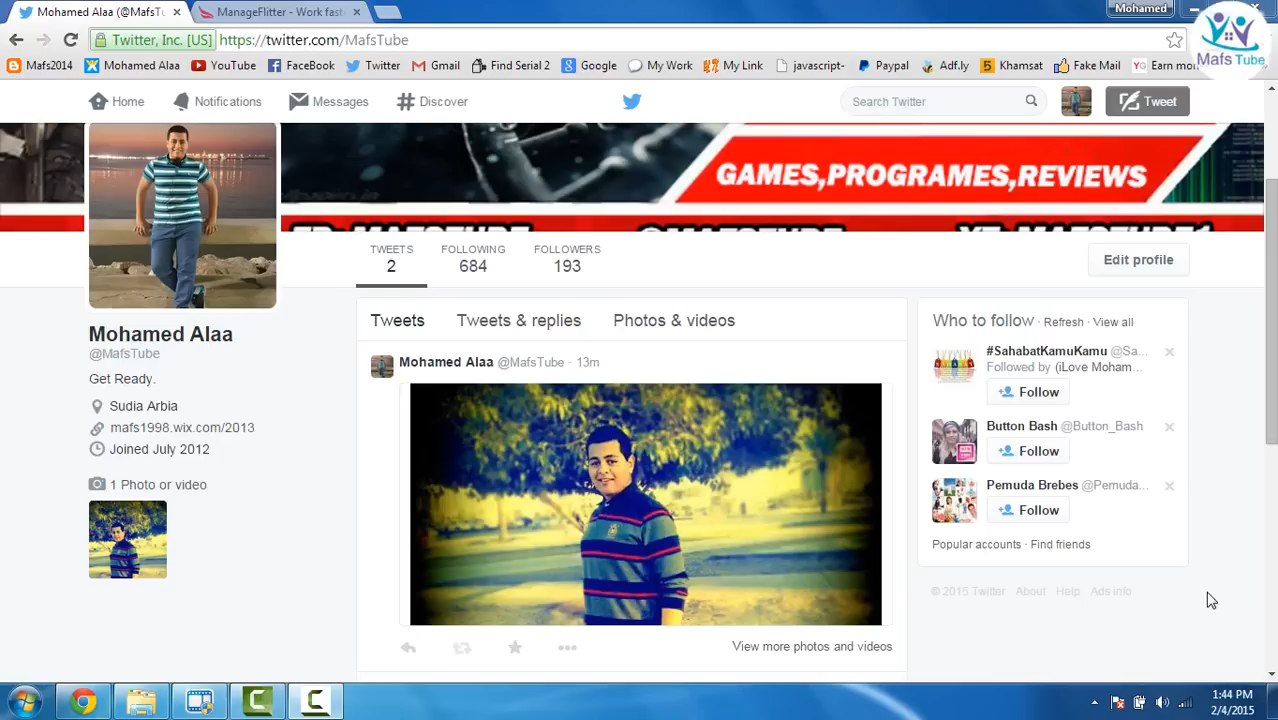 Mohamed Alaa (@MafsTu
ManageFlitter - Work fast
Mohamed
Twitter, Inc. [US]
https://twitter.com/MafsTube
Mafs Tube
Mafs2014
Mohamed Alaa
YouTube
FaceBook
Twitter
Gmail
Find Serial
Google
My Work
My Link
javascript-
Paypal
Adf.ly
Khamsat
Fake Mail
Earn mo
Home
Notifications
Messages
Discover
Search Twitter
Tweet
GAMES,PROGRAMES,REVIEWS
TWEETS
2
FOLLOWING
684
FOLLOWERS
193
Edit profile
Mohamed Alaa
@MafsTube
Get Ready.
Sudia Arbia
mafs1998.wix.com/2013
Joined July 2012
1 Photo or video
Tweets
Tweets & replies
Photos & videos
Mohamed Alaa @MafsTube · 13m
View more photos and videos
Who to follow · Refresh · View all
#SahabatKamuKamu @Sa...
Followed by (iLove Moham...
Follow
Button Bash @Button_Bash
Follow
Pemuda Brebes @Pemuda...
Follow
Popular accounts · Find friends
© 2015 Twitter About Help Ads info
1:44 PM
2/4/2015